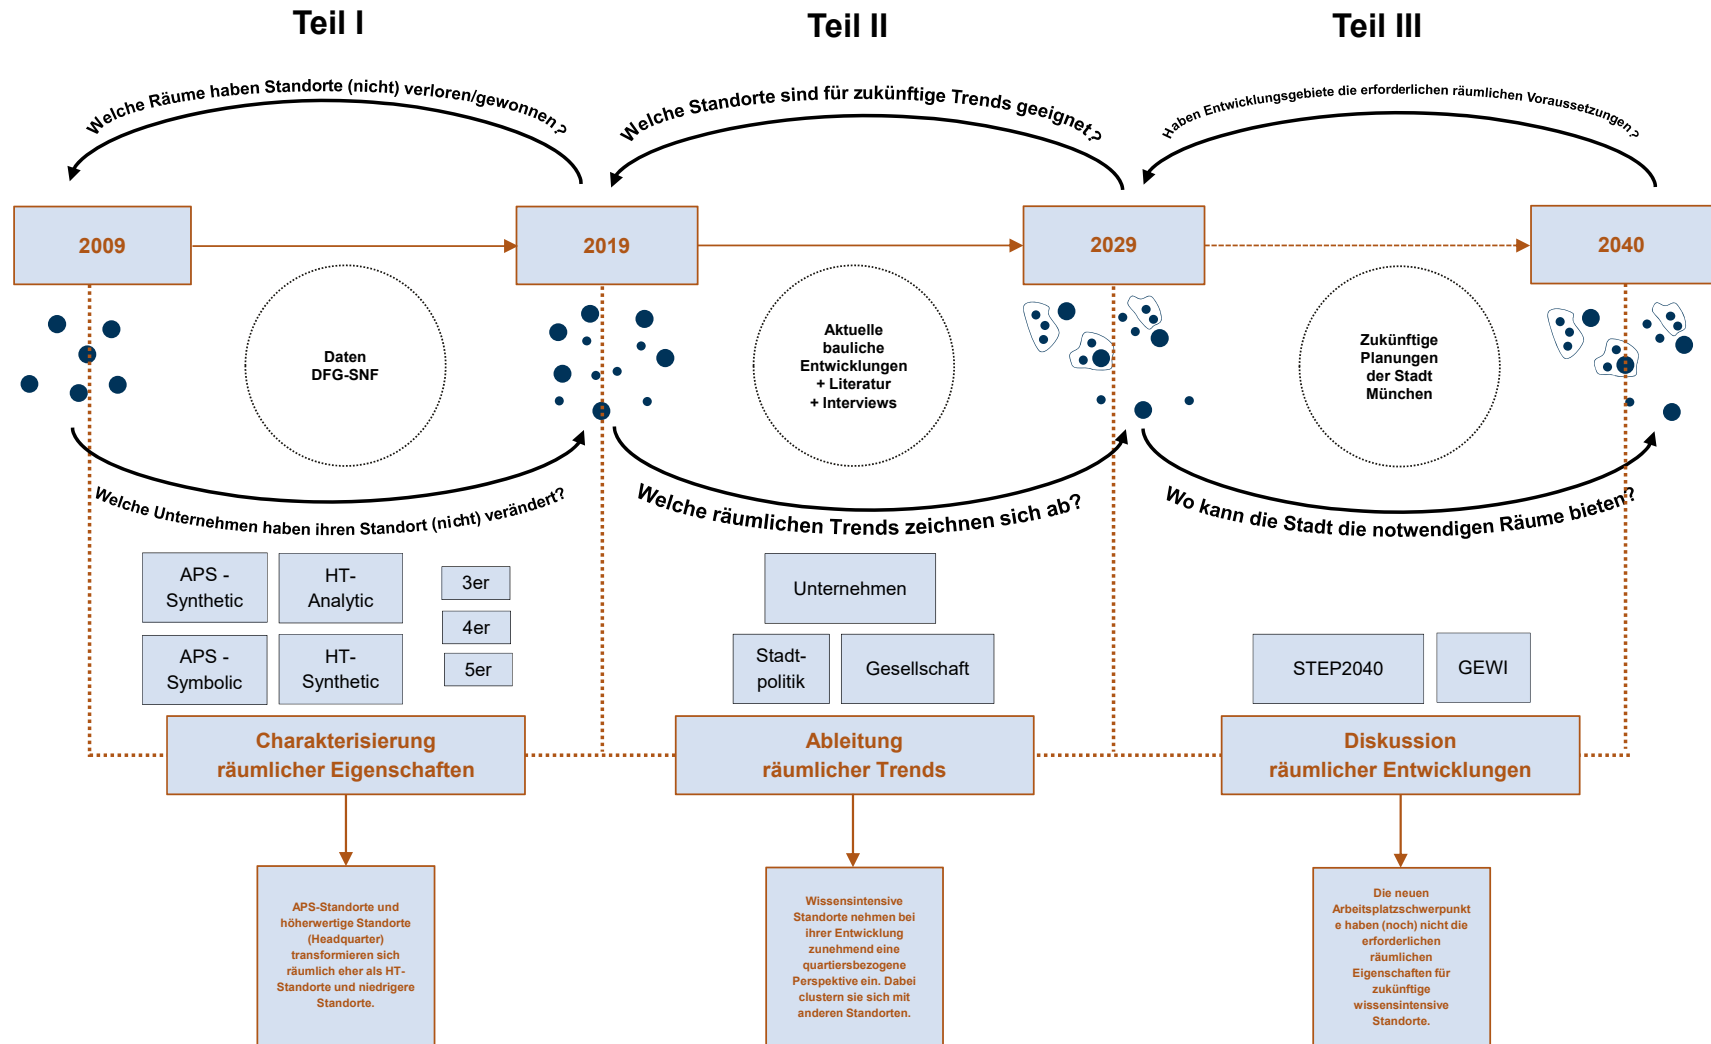 Teil I
Teil II
Teil III
Welche Räume haben Standorte (nicht) verloren/gewonnen?
Welche Standorte sind für zukünftige Trends geeignet?
Haben Entwicklungsgebiete die erforderlichen räumlichen Voraussetzungen?
2009
2019
2029
2040
Daten
DFG-SNF
Aktuelle
bauliche
Entwicklungen
+ Literatur
+ Interviews
Zukünftige
Planungen
der Stadt
München
Welche Unternehmen haben ihren Standort (nicht) verändert?
Welche räumlichen Trends zeichnen sich ab?
Wo kann die Stadt die notwendigen Räume bieten?
APS -
Synthetic
HT-
Analytic
3er
4er
5er
APS -
Symbolic
HT-
Synthetic
Unternehmen
Stadt-
politik
Gesellschaft
STEP2040
GEWI
Charakterisierung
räumlicher Eigenschaften
Ableitung
räumlicher Trends
Diskussion
räumlicher Entwicklungen
APS-Standorte und
höherwertige Standorte
(Headquarter)
transformieren sich
räumlich eher als HT-
Standorte und niedrigere
Standorte.
Wissensintensive
Standorte nehmen bei
ihrer Entwicklung
zunehmend eine
quartiersbezogene
Perspektive ein. Dabei
clustern sie sich mit
anderen Standorten.
Die neuen
Arbeitsplatzschwerpunkt
e haben (noch) nicht die
erforderlichen
räumlichen
Eigenschaften für
zukünftige
wissensintensive
Standorte.